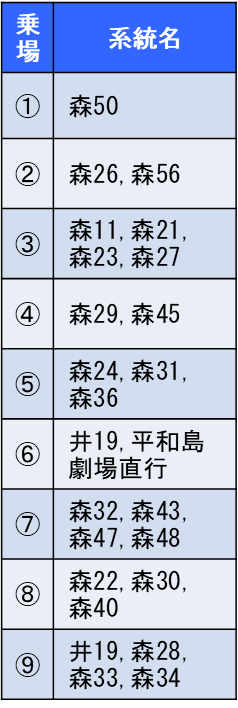 乗場 系統名
① 森50
② 森26, 森56
③ 森11, 森21,
森23, 森27
④ 森29, 森45
⑤ 森24, 森31,
森36
⑥ 井19, 平和島
劇場直行
⑦ 森32, 森43,
森47, 森48
⑧ 森22, 森30,
森40
⑨ 井19, 森28,
森33, 森34